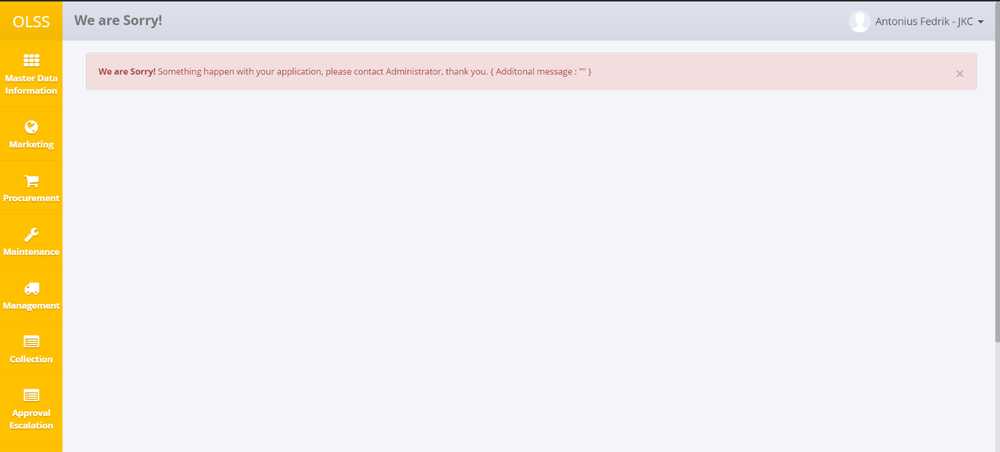 OLSS
We are Sorry!
Antonius Fedrik - JKC
We are Sorry! Something happen with your application, please contact Administrator, thank you. { Additonal message : "" }
×
Master Data
Information
Marketing
Procurement
Maintenance
Management
Collection
Approval
Escalation